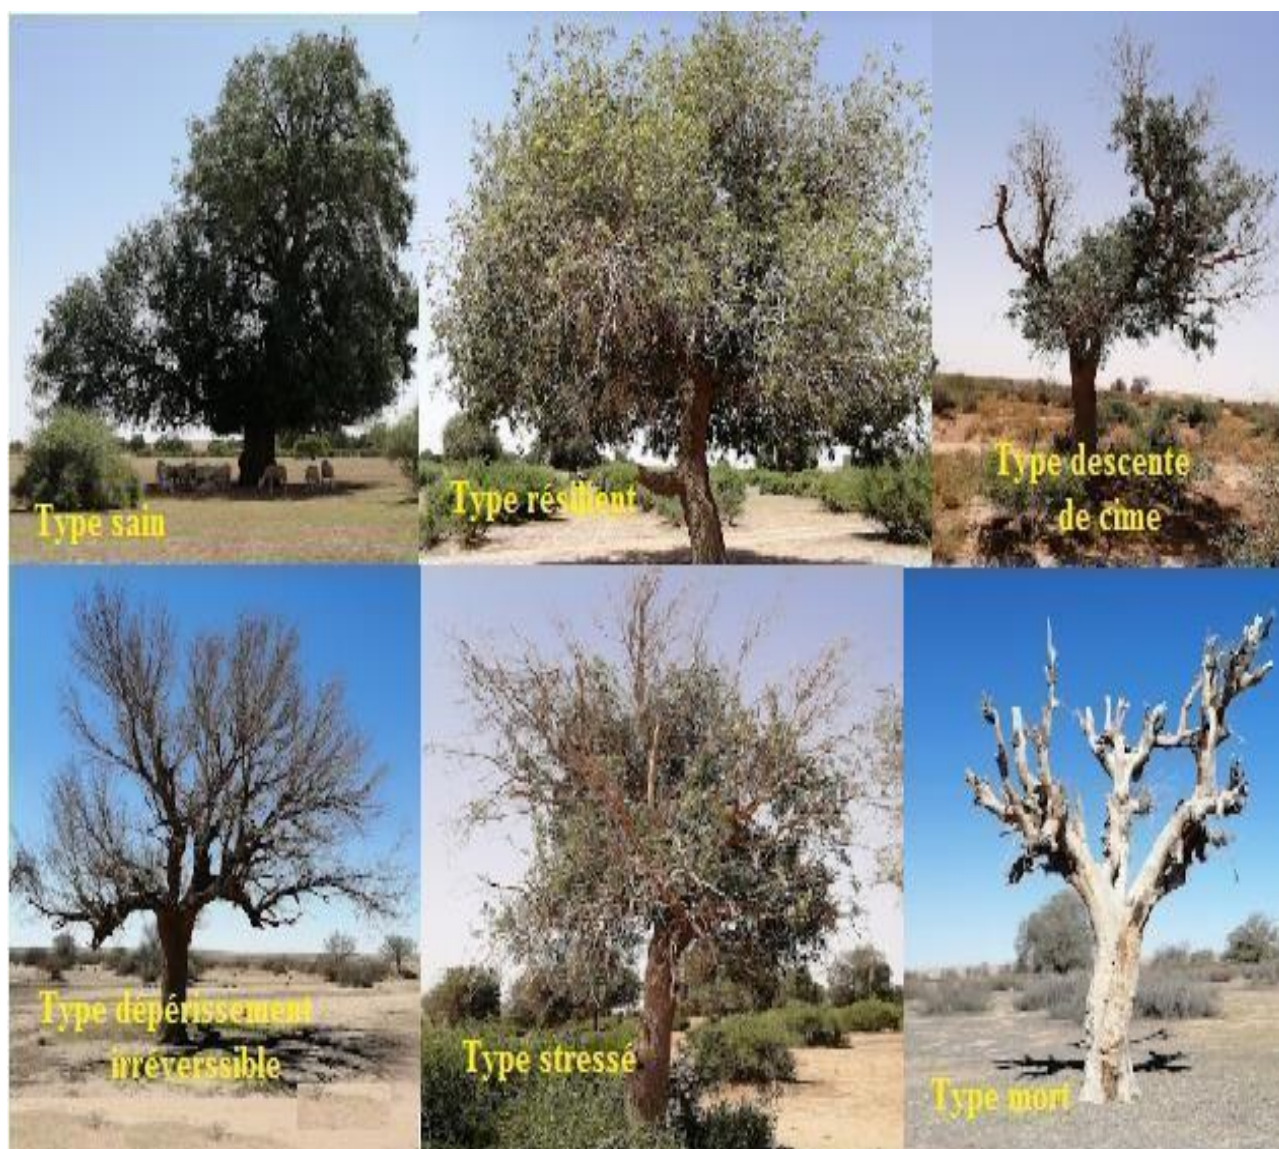 Type sain
Type résilient
Type descente
de cime
Type dépérissement
irréverssible
Type stressé
Type mort